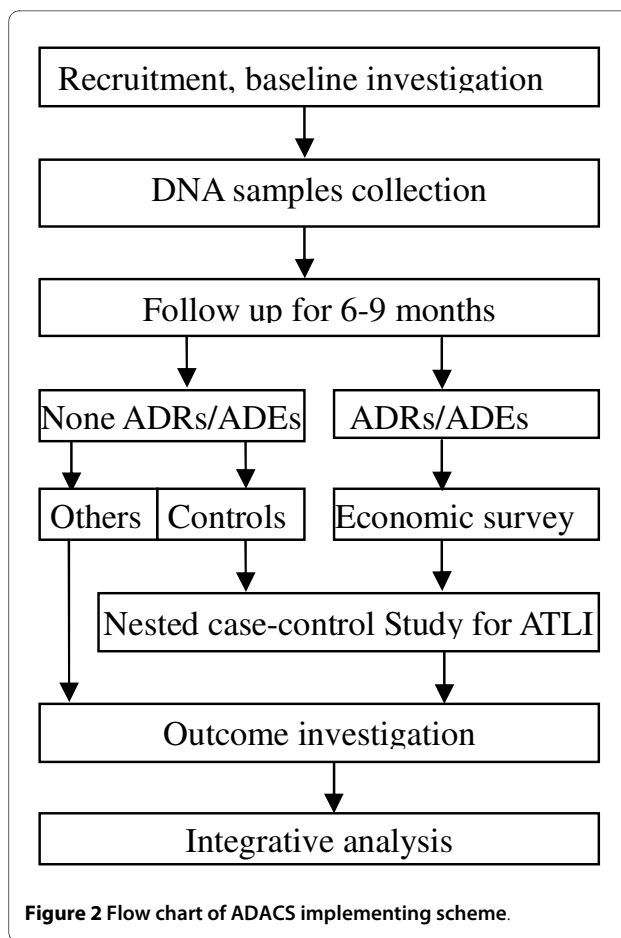 Recruitment, baseline investigation
DNA samples collection
Follow up for 6-9 months
None ADRs/ADEs
ADRs/ADEs
Others
Controls
Economic survey
Nested case-control Study for ATLI
Outcome investigation
Integrative analysis
Figure 2 Flow chart of ADACS implementing scheme.